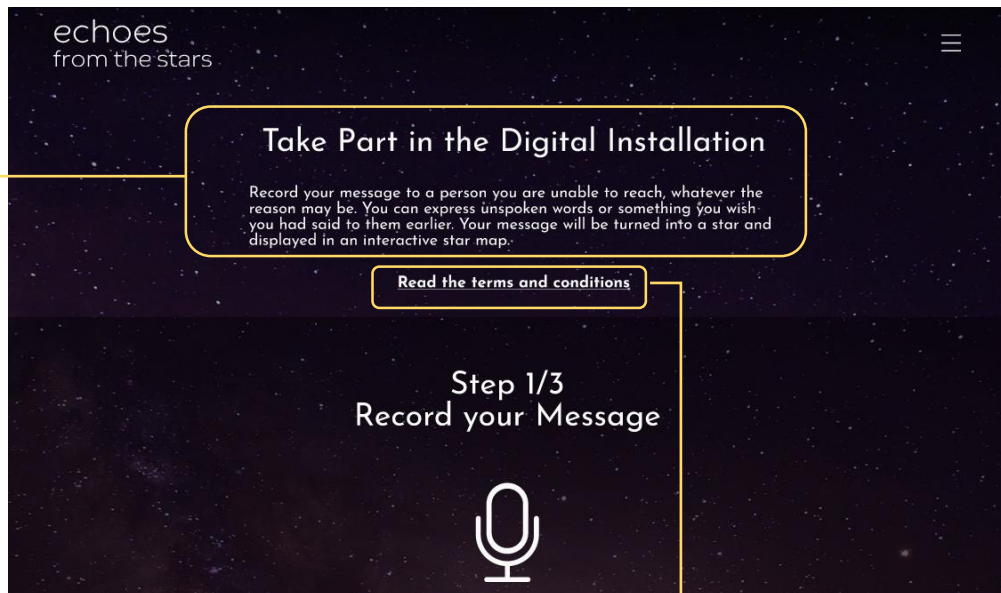 echoes
from the stars
Take Part in the Digital Installation
Record your message to a person you are unable to reach, whatever the
reason may be. You can express unspoken words or something you wish
you had said to them earlier. Your message will be turned into a star and
displayed in an interactive star map.
Read the terms and conditions
Step 1/3
Record your Message